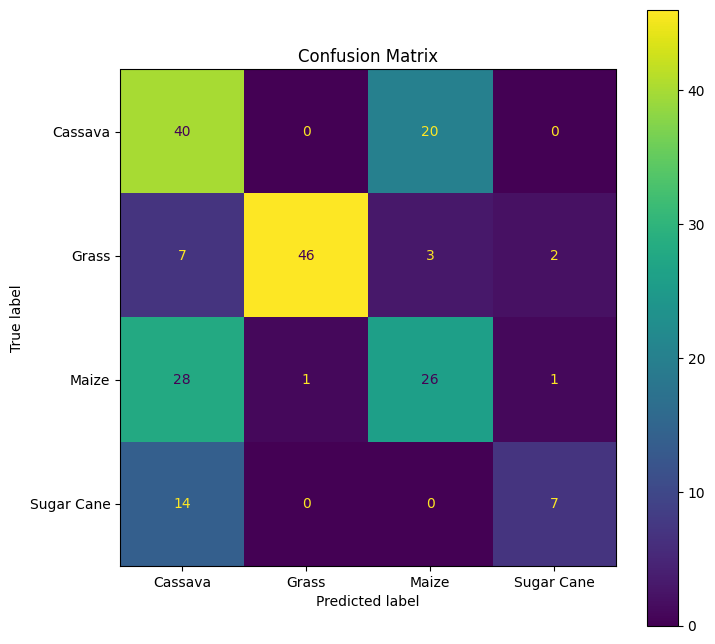 Confusion Matrix
True label
Cassava 40 0 20 0
Grass 7 46 3 2
Maize 28 1 26 1
Sugar Cane 14 0 0 7
Cassava Grass Maize Sugar Cane
Predicted label
40
30
20
10
0